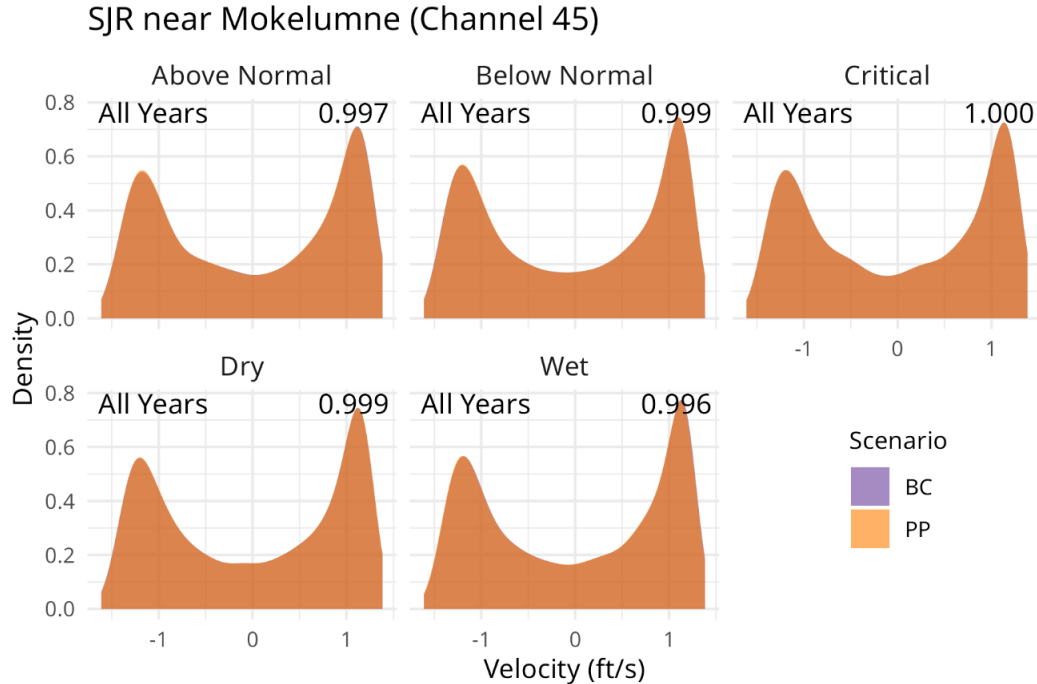 SJR near Mokelumne (Channel 45)
Above Normal
Below Normal
Critical
All Years 0.997
All Years 0.999
All Years 1.000
0.8
0.6
0.4
0.2
0.0
-1 0 1
Dry
Wet
All Years 0.999
All Years 0.996
0.8
0.6
0.4
0.2
0.0
-1 0 1
-1 0 1
Density
Velocity (ft/s)
Scenario
BC
PP